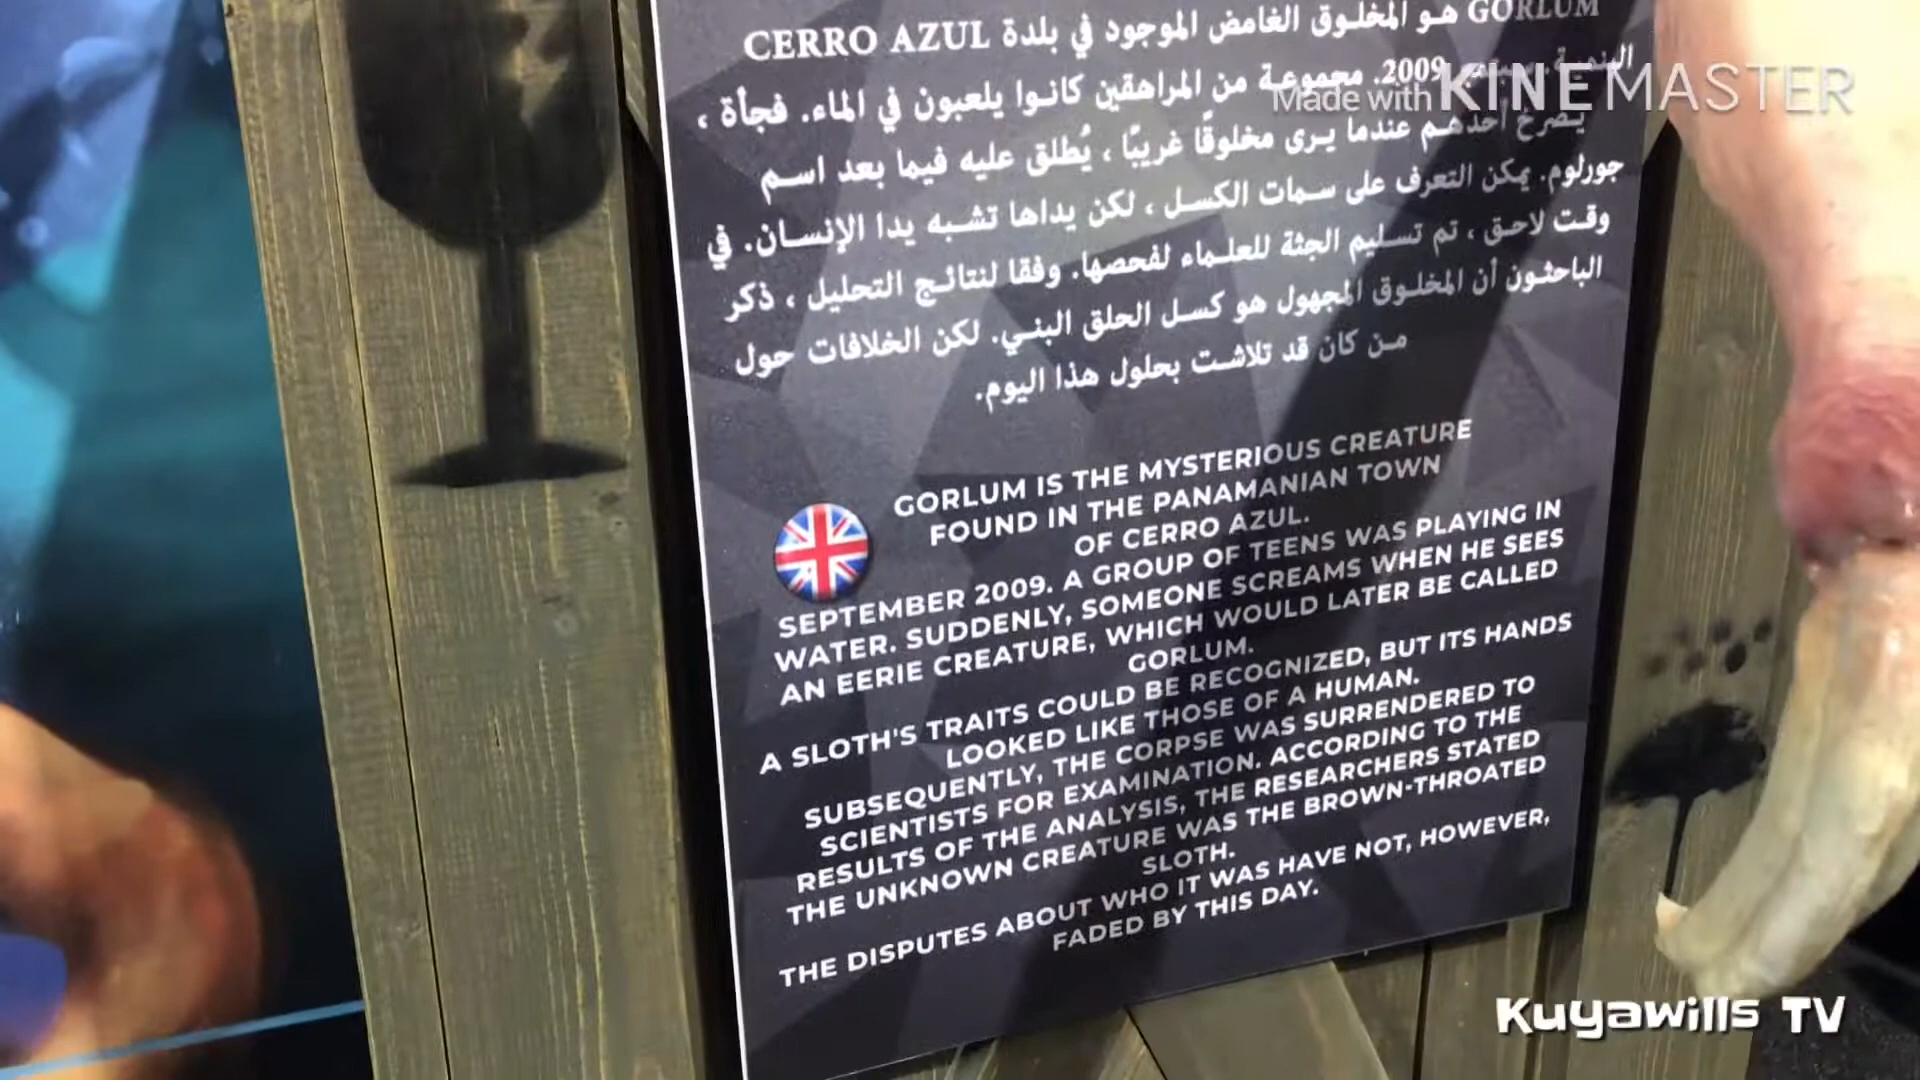 GORLUM هو المخلوق الغامض الموجود في بلدة CERRO AZUL
2009. مجموعة من المراهقين كانوا يلعبون في الماء. فجأة ،
يصرخ أحدهم عندما يرى مخلوقًا غريبًا ، يُطلق عليه فيما بعد اسم
جورلوم. يمكن التعرف على سمات الكسل ، لكن يداها تشبه يدا الإنسان. في
وقت لاحق ، تم تسليم الجثة للعلماء لفحصها. وفقا لنتائج التحليل ، ذكر
الباحثون أن المخلوق المجهول هو كسل الحلق البني. لكن الخلافات حول
من كان قد تلاشت بحلول هذا اليوم.
Made with KINEMASTER
GORLUM IS THE MYSTERIOUS CREATURE
FOUND IN THE PANAMANIAN TOWN
OF CERRO AZUL.
SEPTEMBER 2009. A GROUP OF TEENS WAS PLAYING IN
WATER. SUDDENLY, SOMEONE SCREAMS WHEN HE SEES
AN EERIE CREATURE, WHICH WOULD LATER BE CALLED
GORLUM.
A SLOTH'S TRAITS COULD BE RECOGNIZED, BUT ITS HANDS
LOOKED LIKE THOSE OF A HUMAN.
SUBSEQUENTLY, THE CORPSE WAS SURRENDERED TO
SCIENTISTS FOR EXAMINATION. ACCORDING TO THE
RESULTS OF THE ANALYSIS, THE RESEARCHERS STATED
THE UNKNOWN CREATURE WAS THE BROWN-THROATED
SLOTH.
THE DISPUTES ABOUT WHO IT WAS HAVE NOT, HOWEVER,
FADED BY THIS DAY.
Kuyawills TV